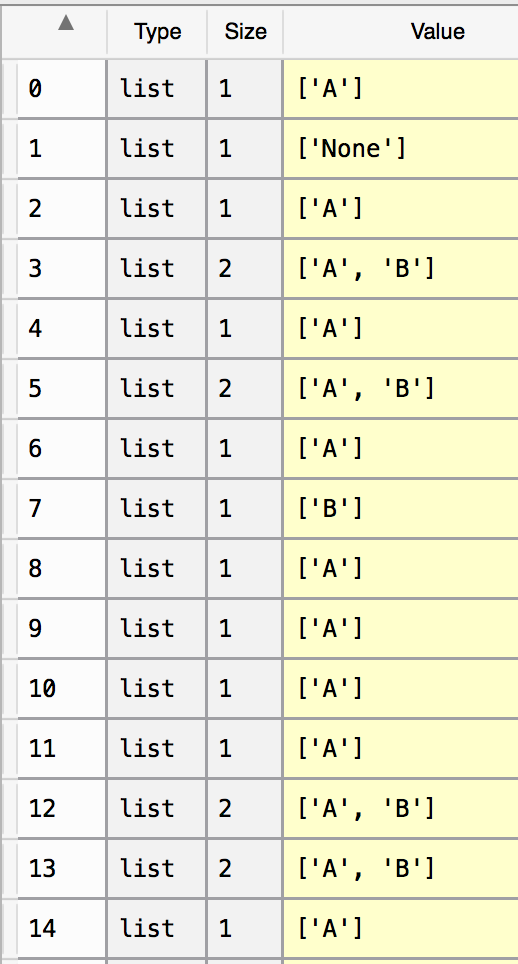 Type Size Value
0 list 1 ['A']
1 list 1 ['None']
2 list 1 ['A']
3 list 2 ['A', 'B']
4 list 1 ['A']
5 list 2 ['A', 'B']
6 list 1 ['A']
7 list 1 ['B']
8 list 1 ['A']
9 list 1 ['A']
10 list 1 ['A']
11 list 1 ['A']
12 list 2 ['A', 'B']
13 list 2 ['A', 'B']
14 list 1 ['A']